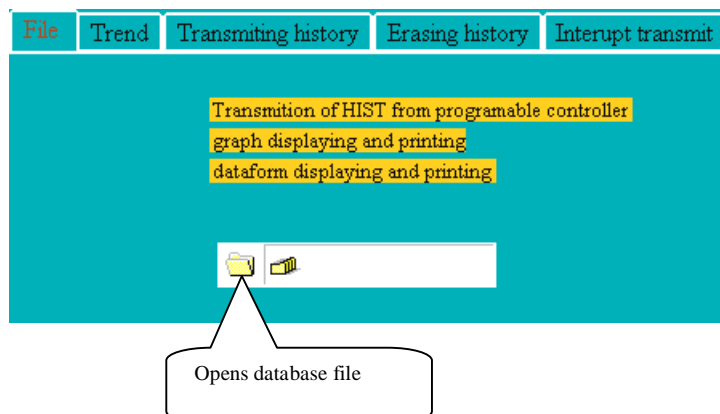 File Trend Transmiting history Erasing history Interupt transmit
Transmition of HIST from programable controller
graph displaying and printing
dataform displaying and printing
Opens database file